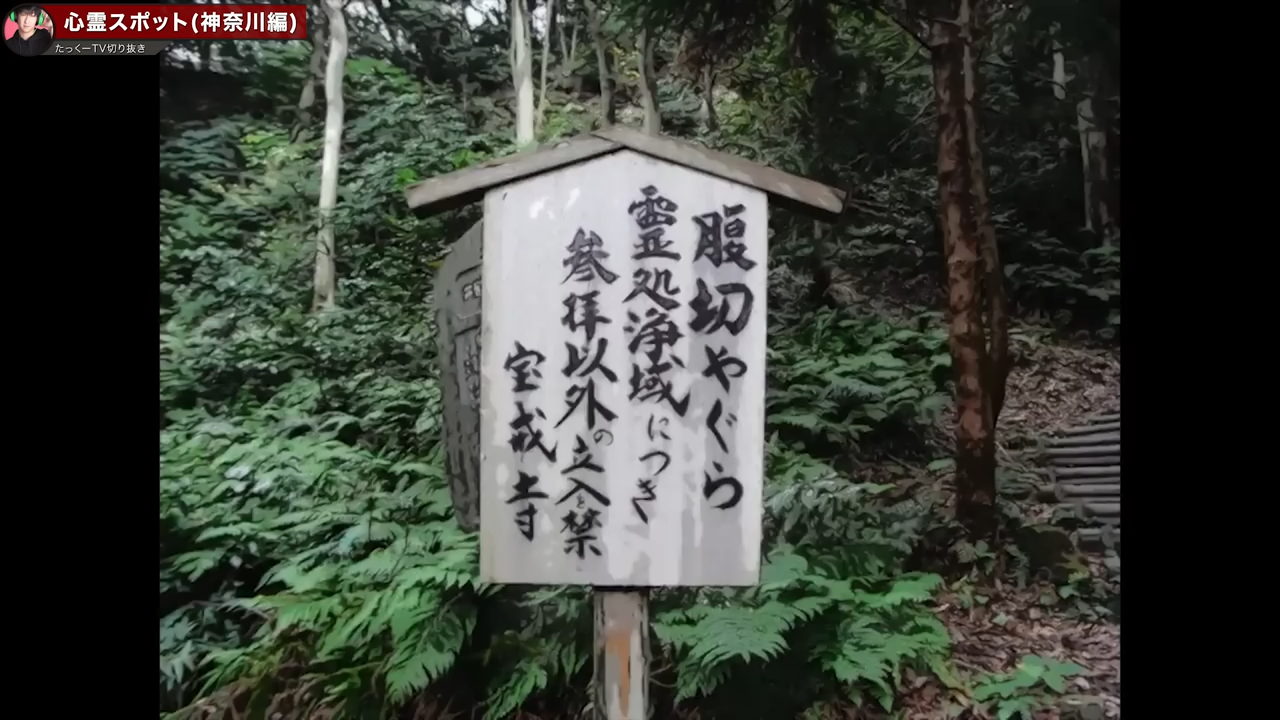 心霊スポット(神奈川編)
たっくーTV切り抜き
腹切やぐら
霊処浄域につき
参拝以外の立入を禁
宝戒寺